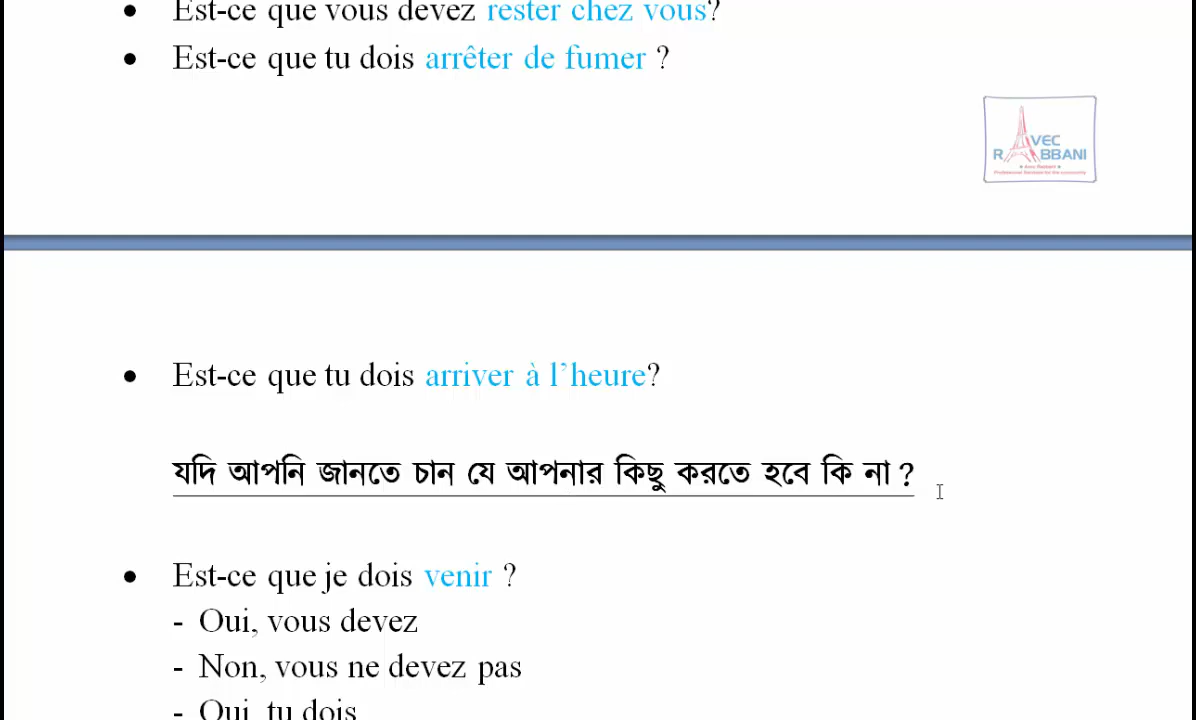 • Est-ce que vous devez rester chez vous?
• Est-ce que tu dois arrêter de fumer ?
VEC
R BBANI
• Est-ce que tu dois arriver à l’heure?
যদি আপনি জানতে চান যে আপনার কিছু করতে হবে কি না ?
• Est-ce que je dois venir ?
- Oui, vous devez
- Non, vous ne devez pas
- Oui, tu dois